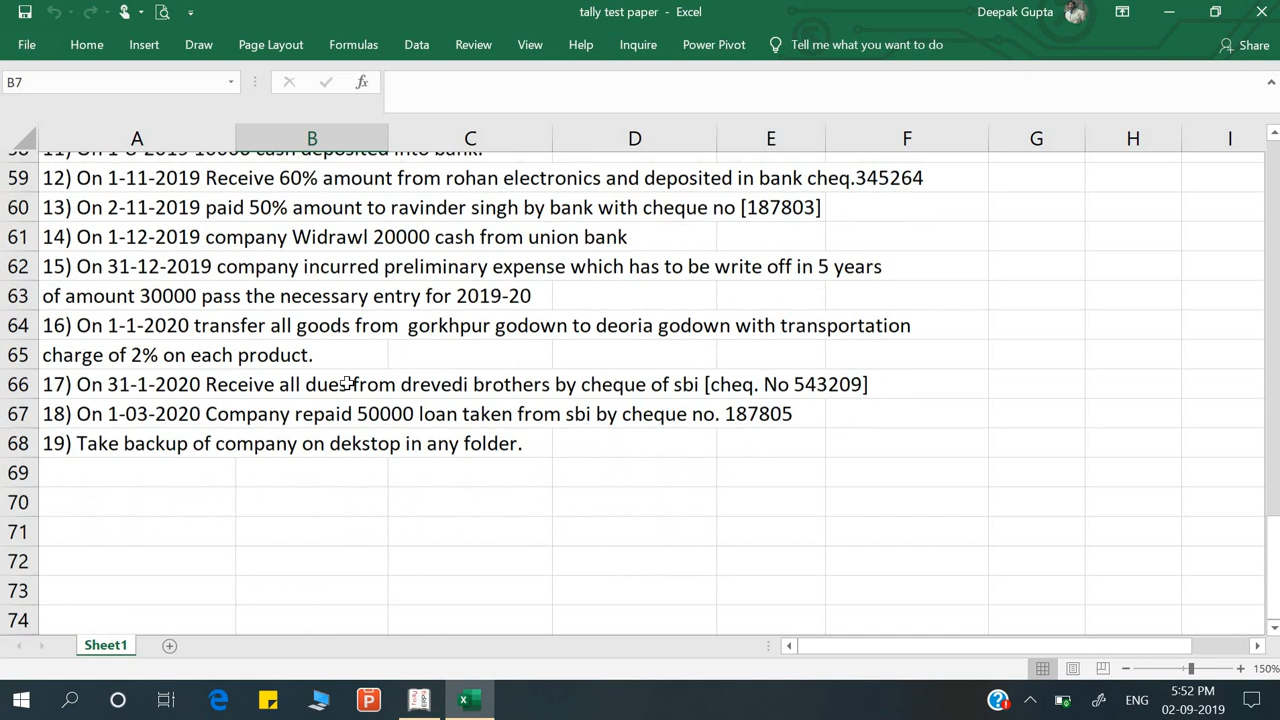 tally test paper - Excel
Deepak Gupta
File Home Insert Draw Page Layout Formulas Data Review View Help Inquire Power Pivot Tell me what you want to do Share
B7
fx
A B C D E F G H I
59 12) On 1-11-2019 Receive 60% amount from rohan electronics and deposited in bank cheq.345264
60 13) On 2-11-2019 paid 50% amount to ravinder singh by bank with cheque no [187803]
61 14) On 1-12-2019 company Widrawl 20000 cash from union bank
62 15) On 31-12-2019 company incurred preliminary expense which has to be write off in 5 years
63 of amount 30000 pass the necessary entry for 2019-20
64 16) On 1-1-2020 transfer all goods from gorkhpur godown to deoria godown with transportation
65 charge of 2% on each product.
66 17) On 31-1-2020 Receive all dues from drevedi brothers by cheque of sbi [cheq. No 543209]
67 18) On 1-03-2020 Company repaid 50000 loan taken from sbi by cheque no. 187805
68 19) Take backup of company on dekstop in any folder.
69
70
71
72
73
74
Sheet1
150%
ENG
5:52 PM
02-09-2019